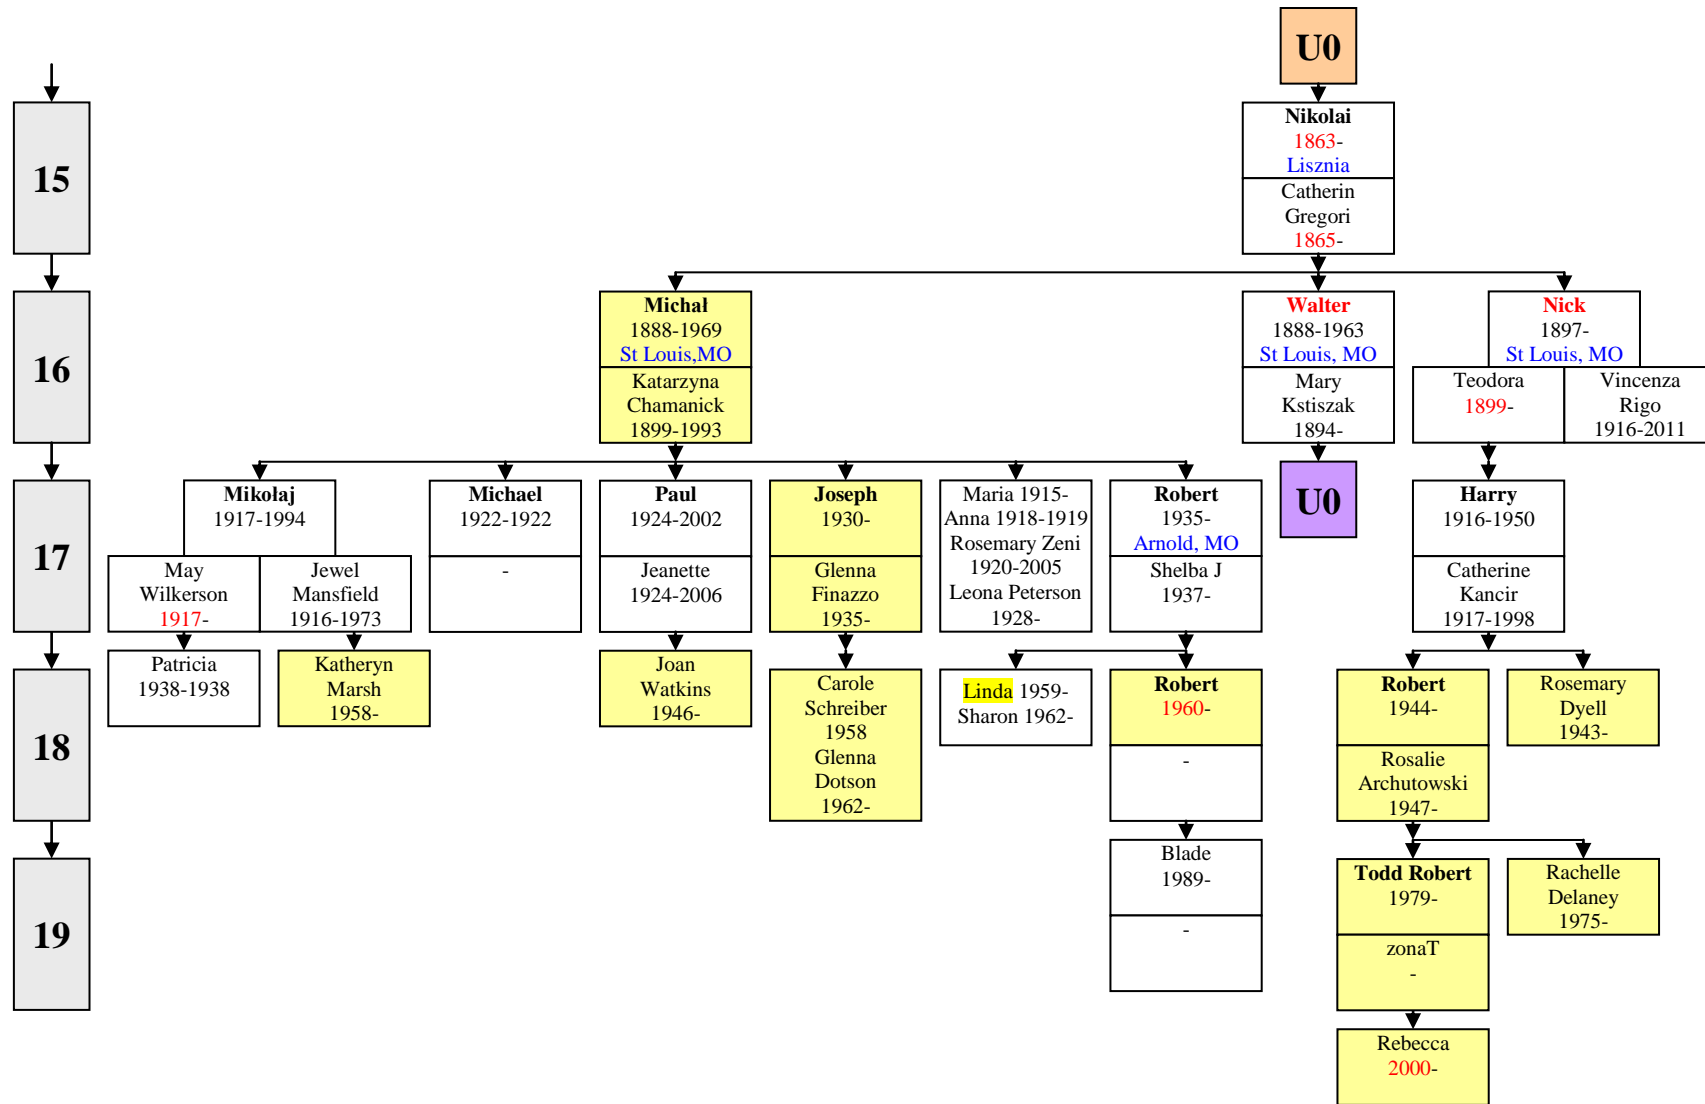 U0
15
Nikolai
1863-
Lisznia
Catherin
Gregori
1865-
16
Michał
1888-1969
St Louis,MO
Katarzyna
Chamanick
1899-1993
Walter
1888-1963
St Louis, MO
Mary
Kstiszak
1894-
Nick
1897-
St Louis, MO
Teodora
1899-
Vincenza
Rigo
1916-2011
17
Mikołaj
1917-1994
May
Wilkerson
1917-
Jewel
Mansfield
1916-1973
Michael
1922-1922
-
Paul
1924-2002
Jeanette
1924-2006
Joseph
1930-
Glenna
Finazzo
1935-
Maria 1915-
Anna 1918-1919
Rosemary Zeni
1920-2005
Leona Peterson
1928-
Robert
1935-
Arnold, MO
Shelba J
1937-
U0
Harry
1916-1950
Catherine
Kancir
1917-1998
18
Patricia
1938-1938
Katheryn
Marsh
1958-
Joan
Watkins
1946-
Carole
Schreiber
1958
Glenna
Dotson
1962-
Linda 1959-
Sharon 1962-
Robert
1960-
-
Robert
1944-
Rosalie
Archutowski
1947-
Rosemary
Dyell
1943-
19
Blade
1989-
-
Todd Robert
1979-
zonaT
-
Rachelle
Delaney
1975-
Rebecca
2000-